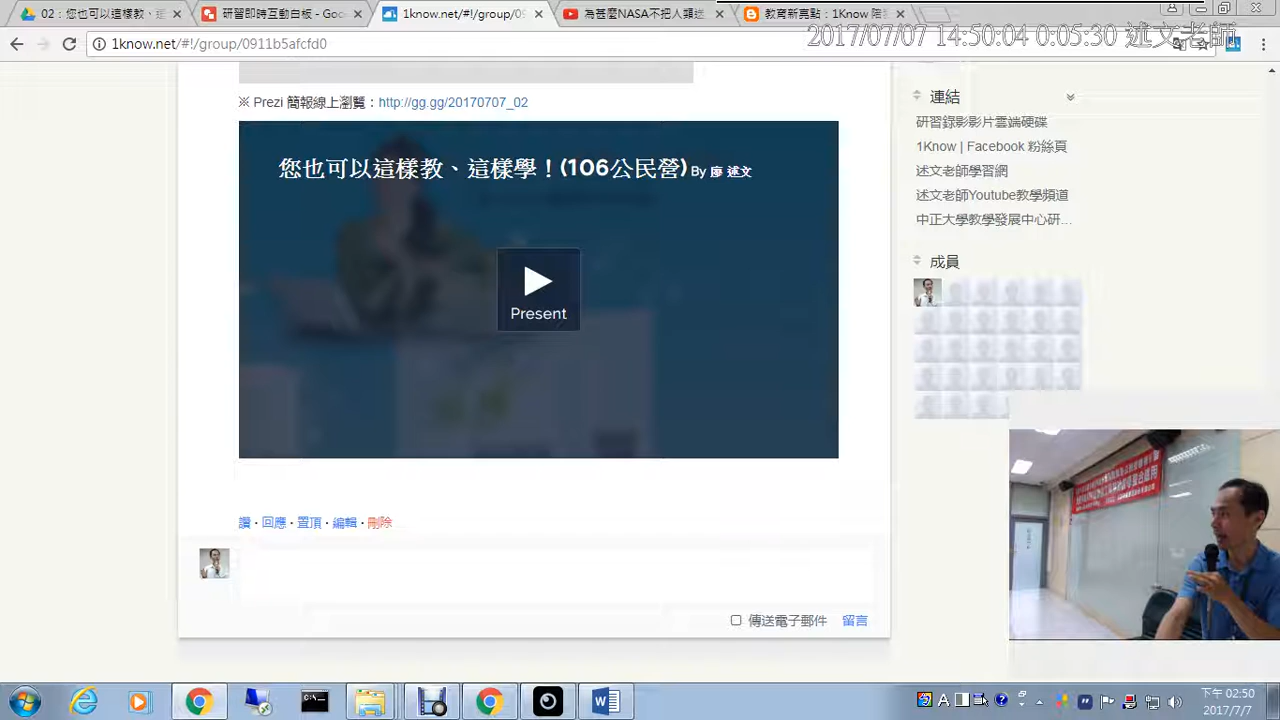 02：您也可以這樣教、這
研習即時互動白板 - Goo
1know.net/#!/group/09
為甚麼NASA不把人頭送
教育新亮點：1Know 陪
1know.net/#!/group/0911b5afcfd0
2017/07/07 14:50:04 0:05:30 述文老師
※ Prezi 簡報線上瀏覽：http://gg.gg/20170707_02
您也可以這樣教、這樣學！(106公民營) By 廖 述文
Present
讚 · 回應 · 置頂 · 編輯 · 刪除
傳送電子郵件 留言
連結
研習錄影影片雲端硬碟
1Know | Facebook 粉絲頁
述文老師學習網
述文老師Youtube教學頻道
中正大學教學發展中心研...
成員
下午 02:50
2017/7/7